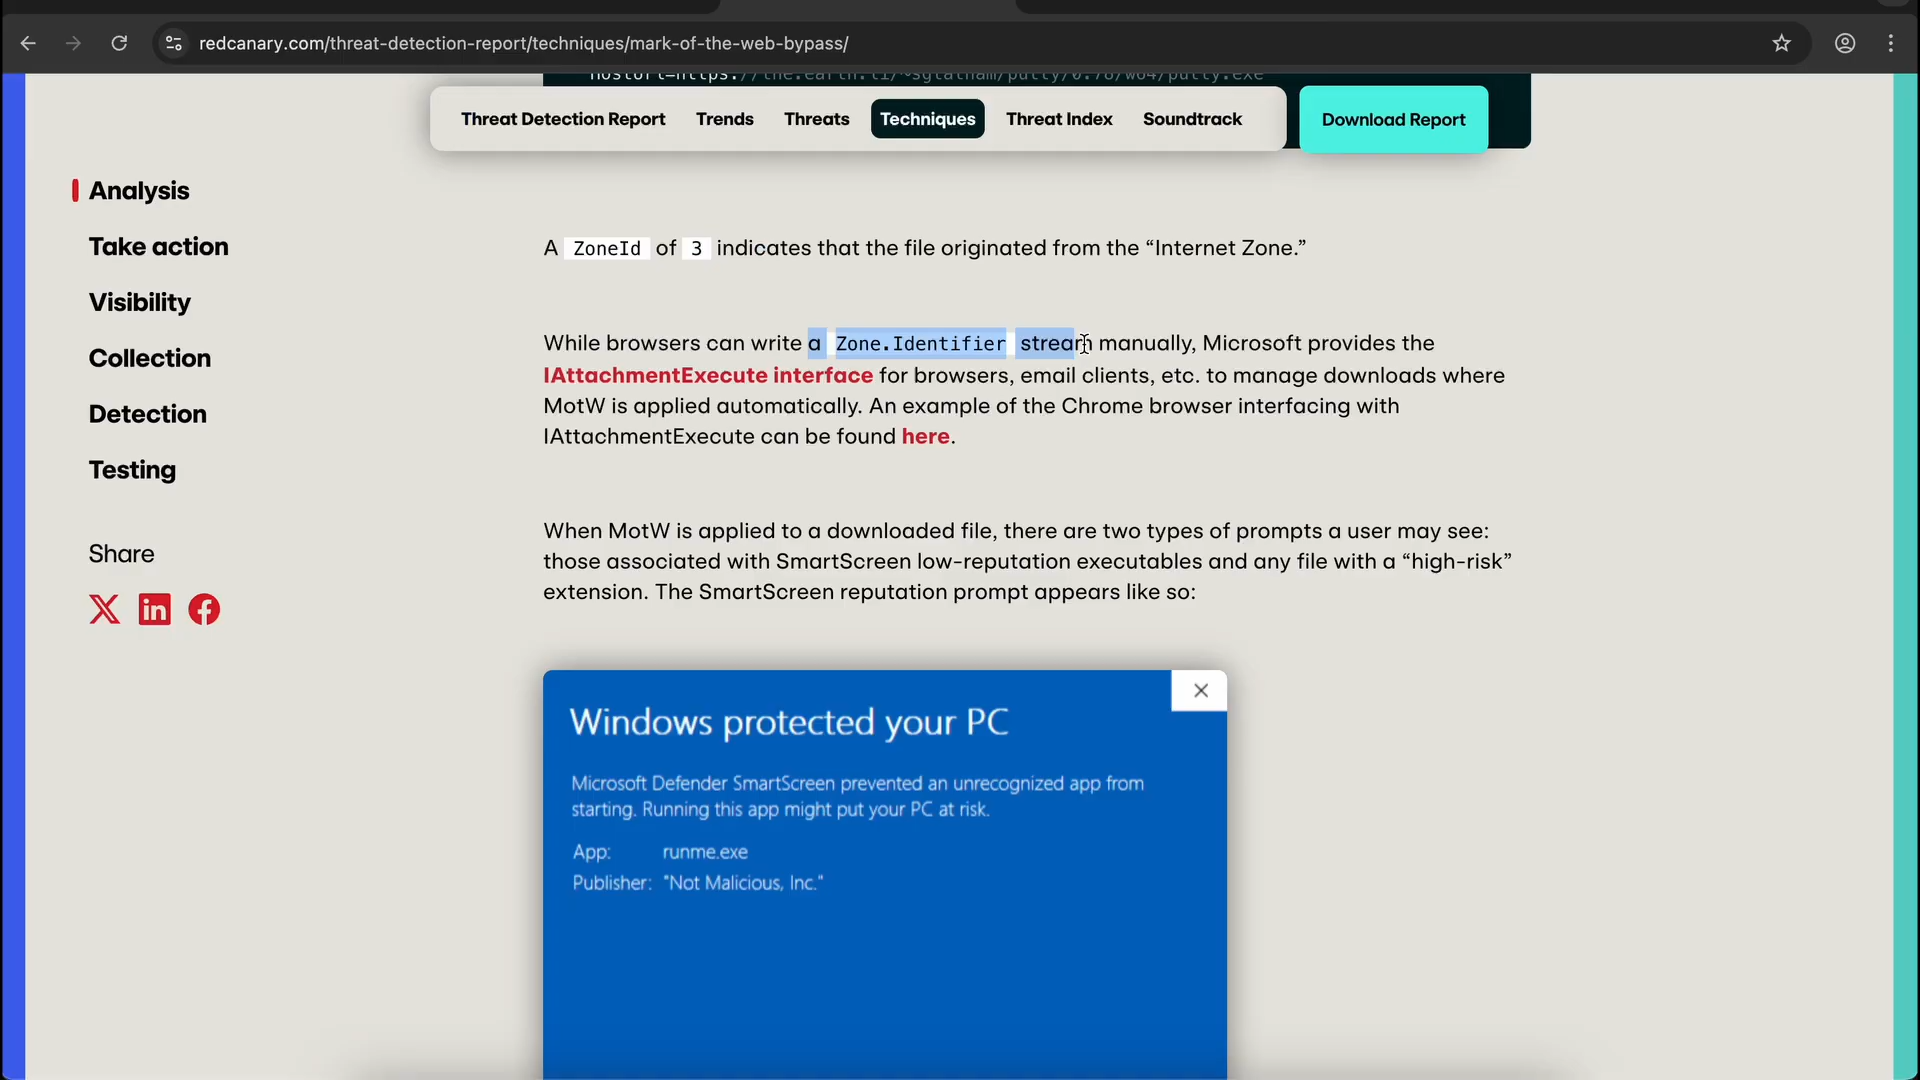 redcanary.com/threat-detection-report/techniques/mark-of-the-web-bypass/
hostUrl=https://the.earth.li/~sgtatham/putty/0.78/w64/putty.exe
Threat Detection Report Trends Threats Techniques Threat Index Soundtrack Download Report
Analysis
Take action
Visibility
Collection
Detection
Testing
Share
A ZoneId of 3 indicates that the file originated from the “Internet Zone.”
While browsers can write a Zone.Identifier stream manually, Microsoft provides the
IAttachmentExecute interface for browsers, email clients, etc. to manage downloads where
MotW is applied automatically. An example of the Chrome browser interfacing with
IAttachmentExecute can be found here.
When MotW is applied to a downloaded file, there are two types of prompts a user may see:
those associated with SmartScreen low-reputation executables and any file with a “high-risk”
extension. The SmartScreen reputation prompt appears like so:
Windows protected your PC
Microsoft Defender SmartScreen prevented an unrecognized app from
starting. Running this app might put your PC at risk.
App: runme.exe
Publisher: "Not Malicious, Inc."